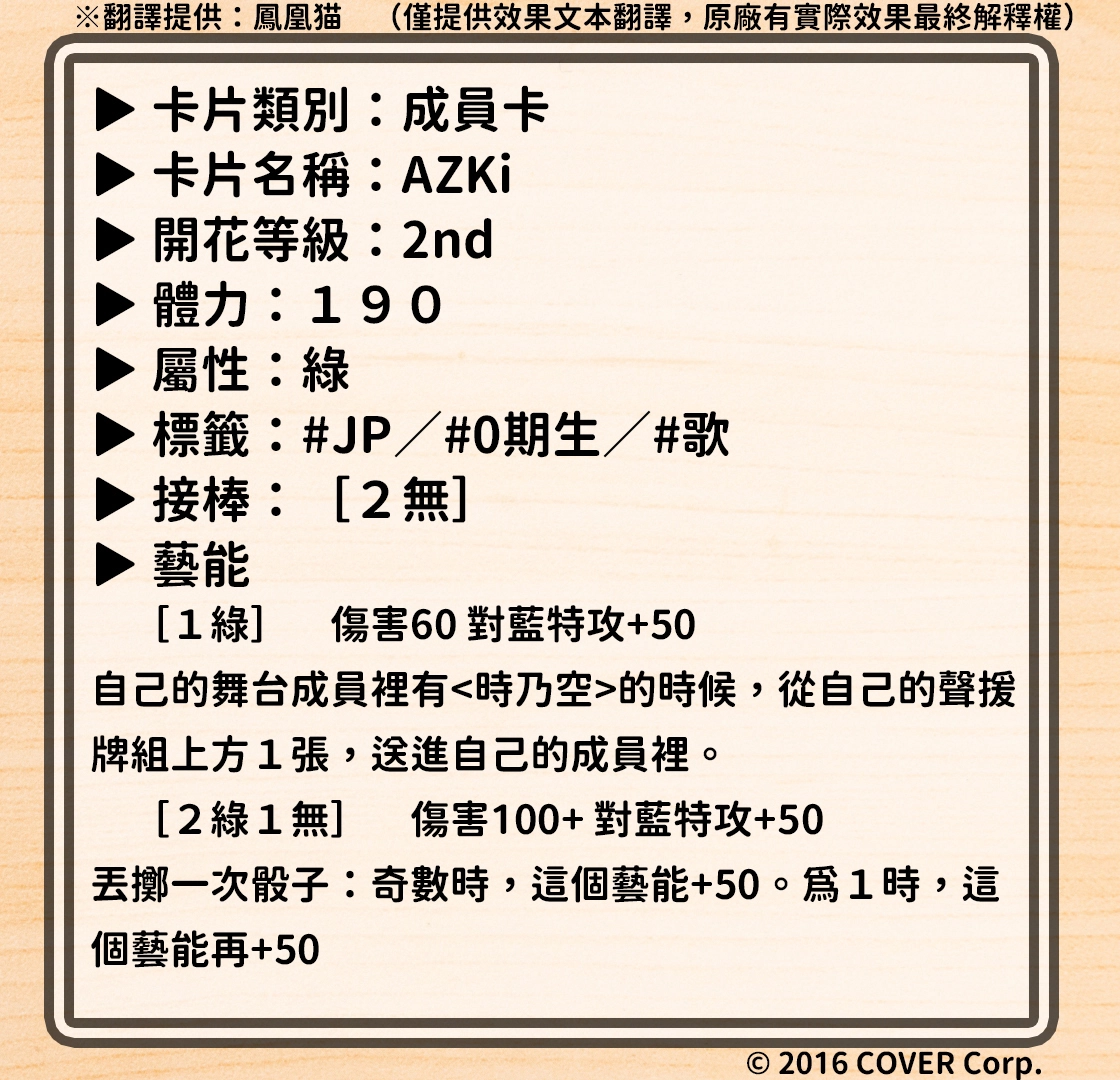 ※翻譯提供：鳳凰猫　（僅提供效果文本翻譯，原廠有實際效果最終解釋權）
▶ 卡片類別：成員卡
▶ 卡片名稱：AZKi
▶ 開花等級：2nd
▶ 體力：１９０
▶ 屬性：綠
▶ 標籤：#JP／#0期生／#歌
▶ 接棒：［２無］
▶ 藝能
［１綠］　傷害60 對藍特攻+50
自己的舞台成員裡有<時乃空>的時候，從自己的聲援
牌組上方１張，送進自己的成員裡。
［２綠１無］　傷害100+ 對藍特攻+50
丟擲一次骰子：奇數時，這個藝能+50。爲１時，這
個藝能再+50
© 2016 COVER Corp.